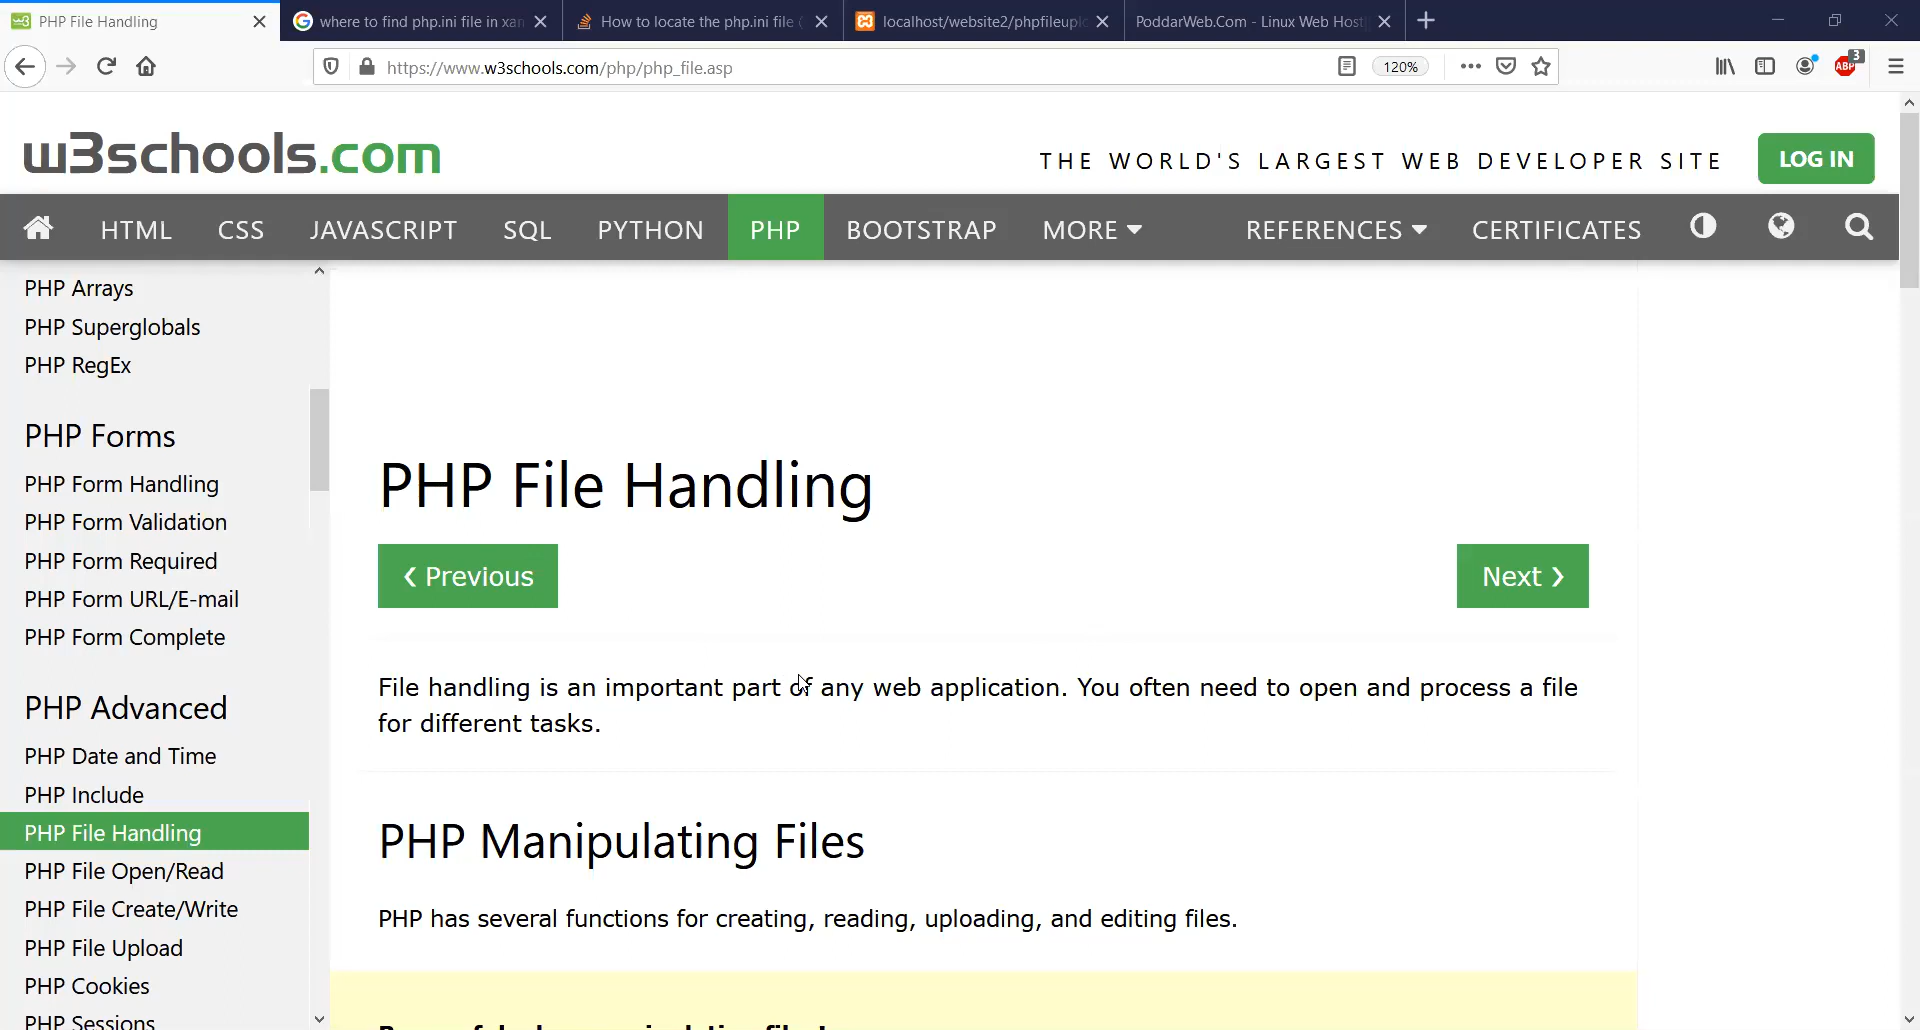 PHP File Handling
where to find php.ini file in xan
How to locate the php.ini file (
localhost/website2/phpfileuplo
PoddarWeb.Com - Linux Web Hosti
https://www.w3schools.com/php/php_file.asp
120%
ABP
3
w3schools.com
THE WORLD'S LARGEST WEB DEVELOPER SITE
LOG IN
HTML CSS JAVASCRIPT SQL PYTHON PHP BOOTSTRAP MORE REFERENCES CERTIFICATES
PHP Arrays
PHP Superglobals
PHP RegEx
PHP Forms
PHP Form Handling
PHP Form Validation
PHP Form Required
PHP Form URL/E-mail
PHP Form Complete
PHP Advanced
PHP Date and Time
PHP Include
PHP File Handling
PHP File Open/Read
PHP File Create/Write
PHP File Upload
PHP Cookies
PHP Sessions
PHP File Handling
❮ Previous
Next ❯
File handling is an important part of any web application. You often need to open and process a file
for different tasks.
PHP Manipulating Files
PHP has several functions for creating, reading, uploading, and editing files.